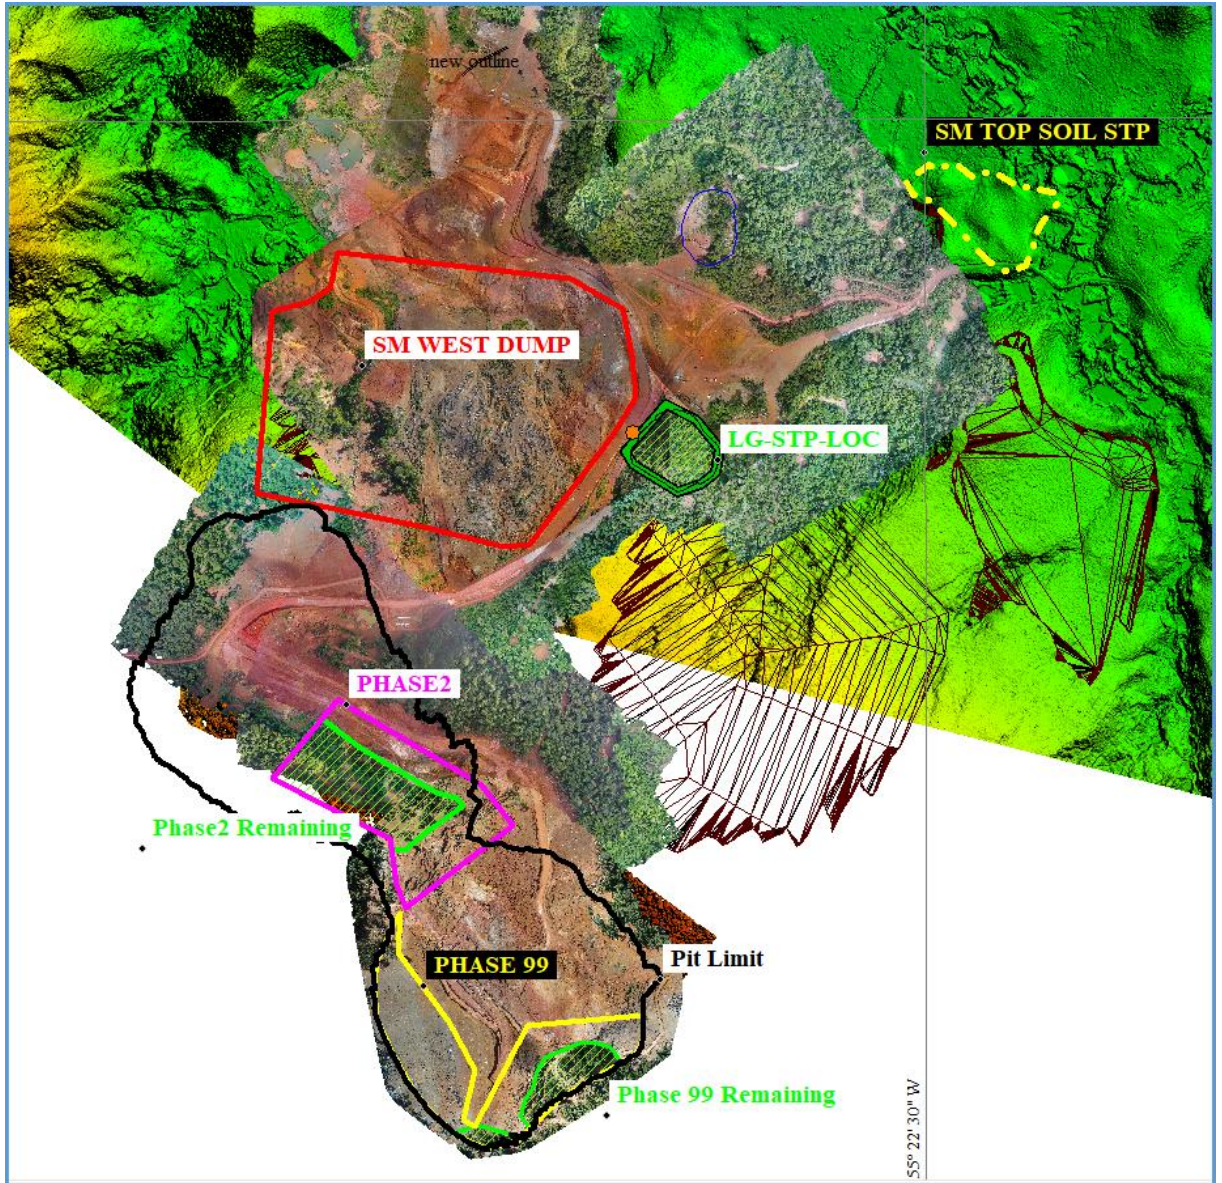 new outline
SM TOP SOIL STP
SM WEST DUMP
LG-STP-LOC
PHASE2
Phase2 Remaining
PHASE 99
Pit Limit
Phase 99 Remaining
55° 22' 30" W